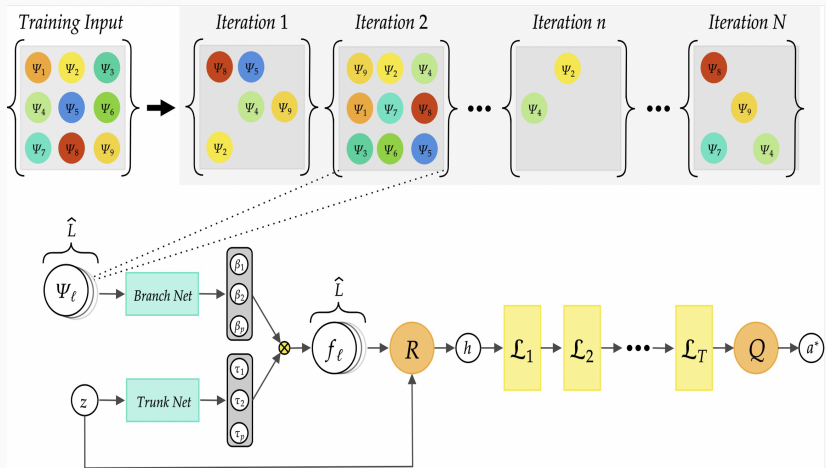 Training Input
Iteration 1
Iteration 2
Iteration n
Iteration N
Ψ1 Ψ2 Ψ3
Ψ4 Ψ5 Ψ6
Ψ7 Ψ8 Ψ9
Ψ8 Ψ5
Ψ4 Ψ9
Ψ2
Ψ9 Ψ2 Ψ4
Ψ1 Ψ7 Ψ8
Ψ3 Ψ6 Ψ5
•••
Ψ2
Ψ4
•••
Ψ8
Ψ9
Ψ7 Ψ4
L̂
Ψℓ
Branch Net
β1
β2
βp
z
Trunk Net
τ1
τ2
τp
⊗
L̂
fℓ
R
h
𝓛1
𝓛2
•••
𝓛T
Q
a*